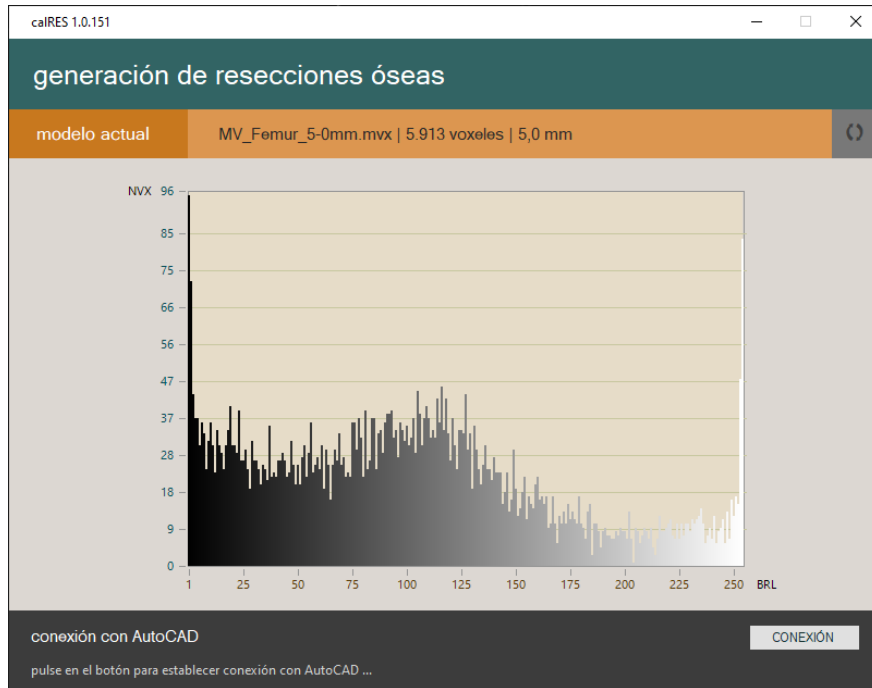 calRES 1.0.151
generación de resecciones óseas
modelo actual
MV_Femur_5-0mm.mvx | 5.913 voxeles | 5,0 mm
NVX 96
85
75
66
56
47
37
28
18
9
0
1 25 50 75 100 125 150 175 200 225 250 BRL
conexión con AutoCAD
CONEXIÓN
pulse en el botón para establecer conexión con AutoCAD ...